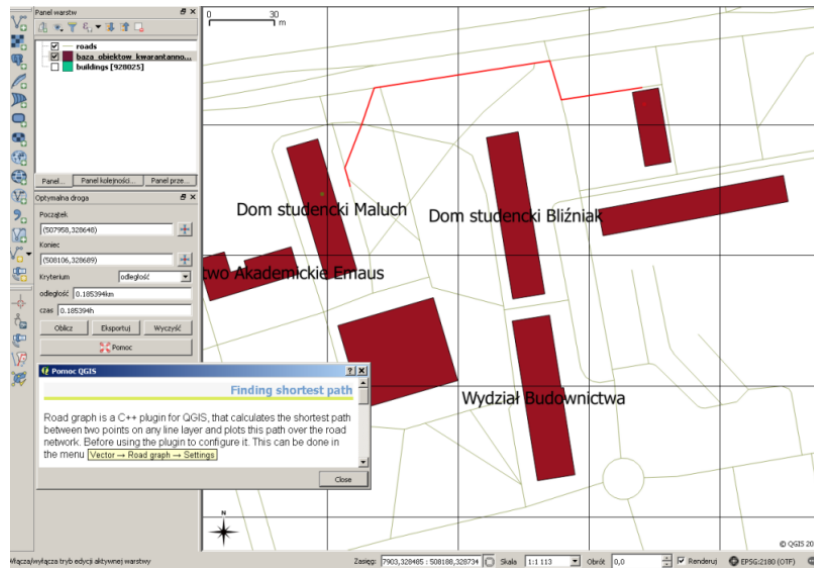 Panel warstw
roads
baza_obiektow_kwarantanno...
buildings [928025]
Panel...
Panel kolejności...
Panel prze...
Optymalna droga
Początek
(507958,328648)
Koniec
(508106,328689)
Kryterium
odległość
odległość
0.185394km
czas
0.185394h
Oblicz
Eksportuj
Wyczyść
Pomoc
Pomoc QGIS
Finding shortest path
Road graph is a C++ plugin for QGIS, that calculates the shortest path
between two points on any line layer and plots this path over the road
network. Before using the plugin to configure it. This can be done in
the menu Vector → Road graph → Settings
Close
0 30
m
Dom studencki Maluch
Dom studencki Bliźniak
two Akademickie Emaus
Wydział Budownictwa
N
© QGIS 20
Włącza/wyłącza tryb edycji aktywnej warstwy
Zasięg:
7903,328485 : 508188,328734
Skala
1:1 113
Obrót
0,0
Renderuj
EPSG:2180 (OTF)